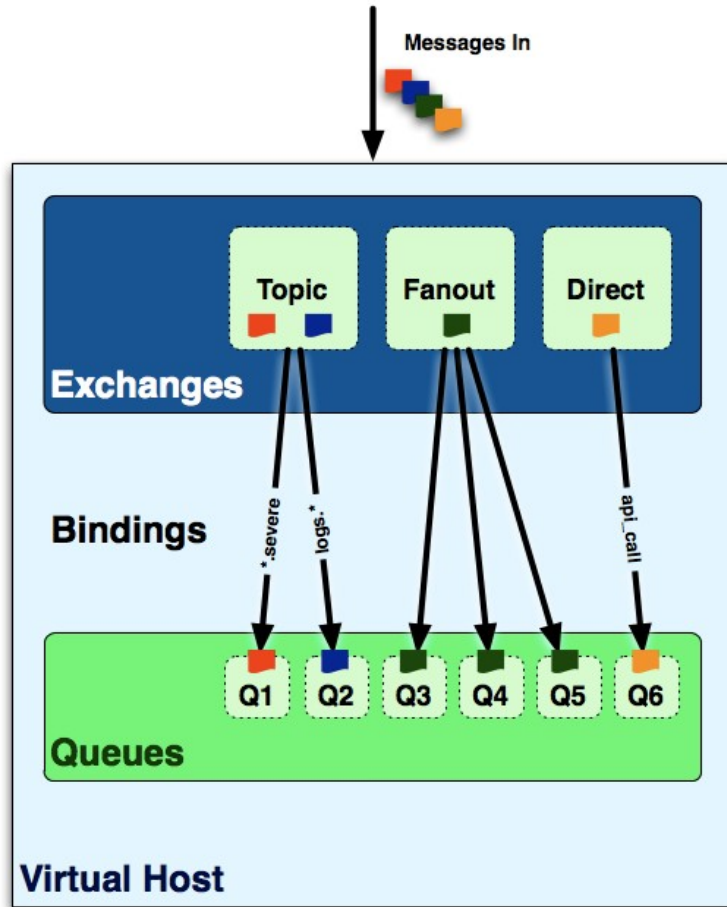 Messages In
Topic
Fanout
Direct
Exchanges
Bindings
*.severe
logs.*
api_call
Q1
Q2
Q3
Q4
Q5
Q6
Queues
Virtual Host